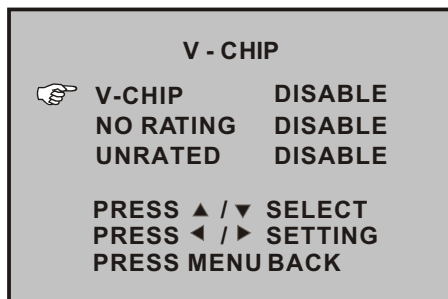 V - CHIP
V-CHIP DISABLE
NO RATING DISABLE
UNRATED DISABLE
PRESS ▲ / ▼ SELECT
PRESS ◄ / ► SETTING
PRESS MENU BACK